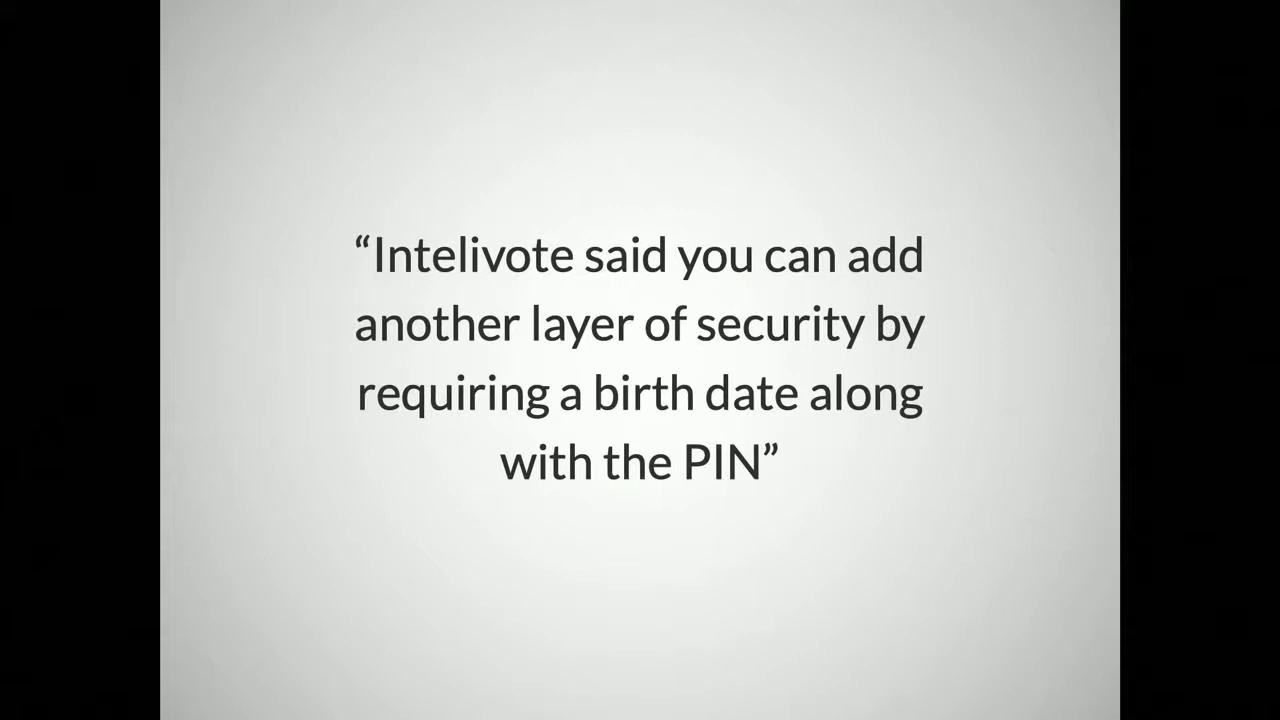 “Intelivote said you can add
another layer of security by
requiring a birth date along
with the PIN”